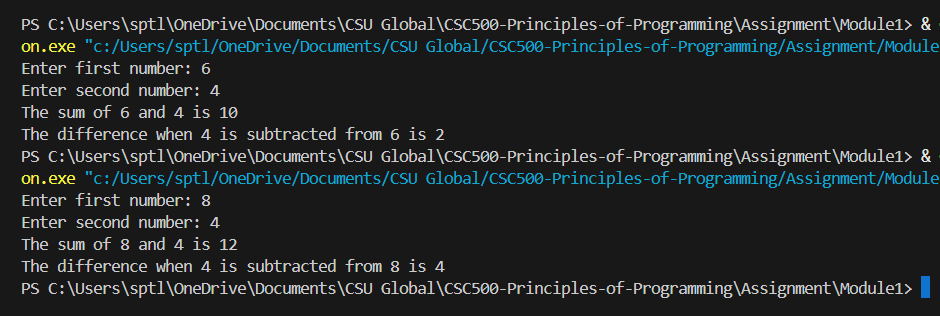 PS C:\Users\sptl\OneDrive\Documents\CSU Global\CSC500-Principles-of-Programming\Assignment\Module1> &
on.exe "c:/Users/sptl/OneDrive/Documents/CSU Global/CSC500-Principles-of-Programming/Assignment/Module
Enter first number: 6
Enter second number: 4
The sum of 6 and 4 is 10
The difference when 4 is subtracted from 6 is 2
PS C:\Users\sptl\OneDrive\Documents\CSU Global\CSC500-Principles-of-Programming\Assignment\Module1> &
on.exe "c:/Users/sptl/OneDrive/Documents/CSU Global/CSC500-Principles-of-Programming/Assignment/Module
Enter first number: 8
Enter second number: 4
The sum of 8 and 4 is 12
The difference when 4 is subtracted from 8 is 4
PS C:\Users\sptl\OneDrive\Documents\CSU Global\CSC500-Principles-of-Programming\Assignment\Module1>